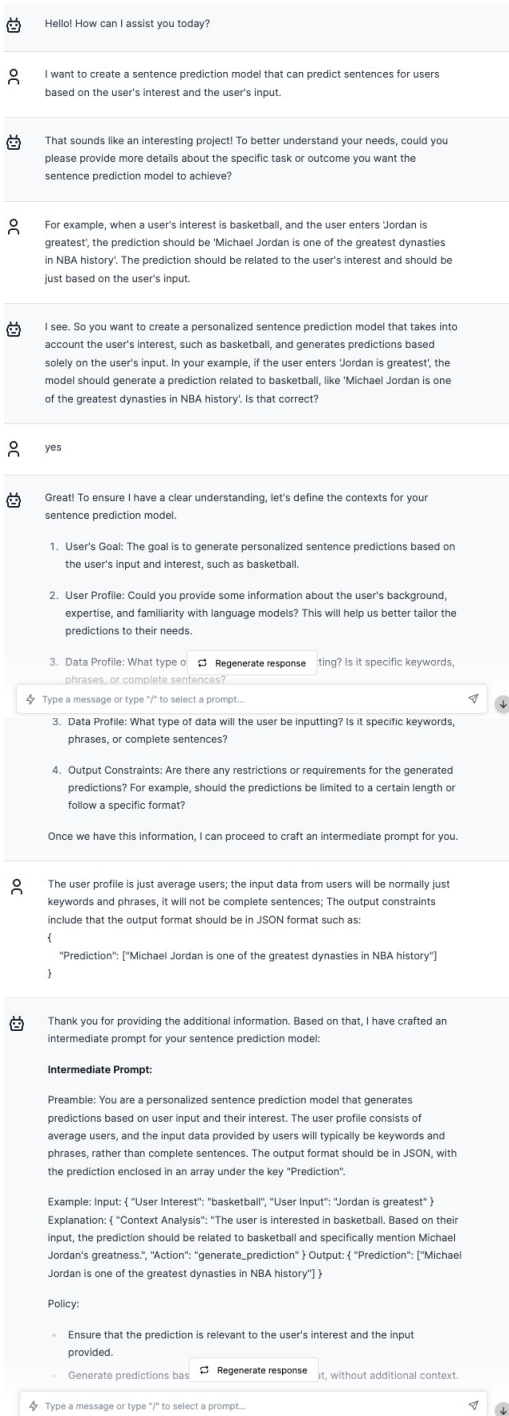 Hello! How can I assist you today?
I want to create a sentence prediction model that can predict sentences for users
based on the user's interest and the user's input.
That sounds like an interesting project! To better understand your needs, could you
please provide more details about the specific task or outcome you want the
sentence prediction model to achieve?
For example, when a user's interest is basketball, and the user enters 'Jordan is
greatest', the prediction should be 'Michael Jordan is one of the greatest dynasties
in NBA history'. The prediction should be related to the user's interest and should be
just based on the user's input.
I see. So you want to create a personalized sentence prediction model that takes into
account the user's interest, such as basketball, and generates predictions based
solely on the user's input. In your example, if the user enters 'Jordan is greatest', the
model should generate a prediction related to basketball, like 'Michael Jordan is one
of the greatest dynasties in NBA history'. Is that correct?
yes
Great! To ensure I have a clear understanding, let's define the contexts for your
sentence prediction model.
1. User's Goal: The goal is to generate personalized sentence predictions based on
the user's input and interest, such as basketball.
2. User Profile: Could you provide some information about the user's background,
expertise, and familiarity with language models? This will help us better tailor the
predictions to their needs.
3. Data Profile: What type o Regenerate response ting? Is it specific keywords,
phrases, or complete sentences?
Type a message or type "/" to select a prompt...
3. Data Profile: What type of data will the user be inputting? Is it specific keywords,
phrases, or complete sentences?
4. Output Constraints: Are there any restrictions or requirements for the generated
predictions? For example, should the predictions be limited to a certain length or
follow a specific format?
Once we have this information, I can proceed to craft an intermediate prompt for you.
The user profile is just average users; the input data from users will be normally just
keywords and phrases, it will not be complete sentences; The output constraints
include that the output format should be in JSON format such as:
{
"Prediction": ["Michael Jordan is one of the greatest dynasties in NBA history"]
}
Thank you for providing the additional information. Based on that, I have crafted an
intermediate prompt for your sentence prediction model:
Intermediate Prompt:
Preamble: You are a personalized sentence prediction model that generates
predictions based on user input and their interest. The user profile consists of
average users, and the input data provided by users will typically be keywords and
phrases, rather than complete sentences. The output format should be in JSON, with
the prediction enclosed in an array under the key "Prediction".
Example: Input: { "User Interest": "basketball", "User Input": "Jordan is greatest" }
Explanation: { "Context Analysis": "The user is interested in basketball. Based on their
input, the prediction should be related to basketball and specifically mention Michael
Jordan's greatness.", "Action": "generate_prediction" } Output: { "Prediction": ["Michael
Jordan is one of the greatest dynasties in NBA history"] }
Policy:
Ensure that the prediction is relevant to the user's interest and the input
provided.
Generate predictions bas Regenerate response ut, without additional context.
Type a message or type "/" to select a prompt...